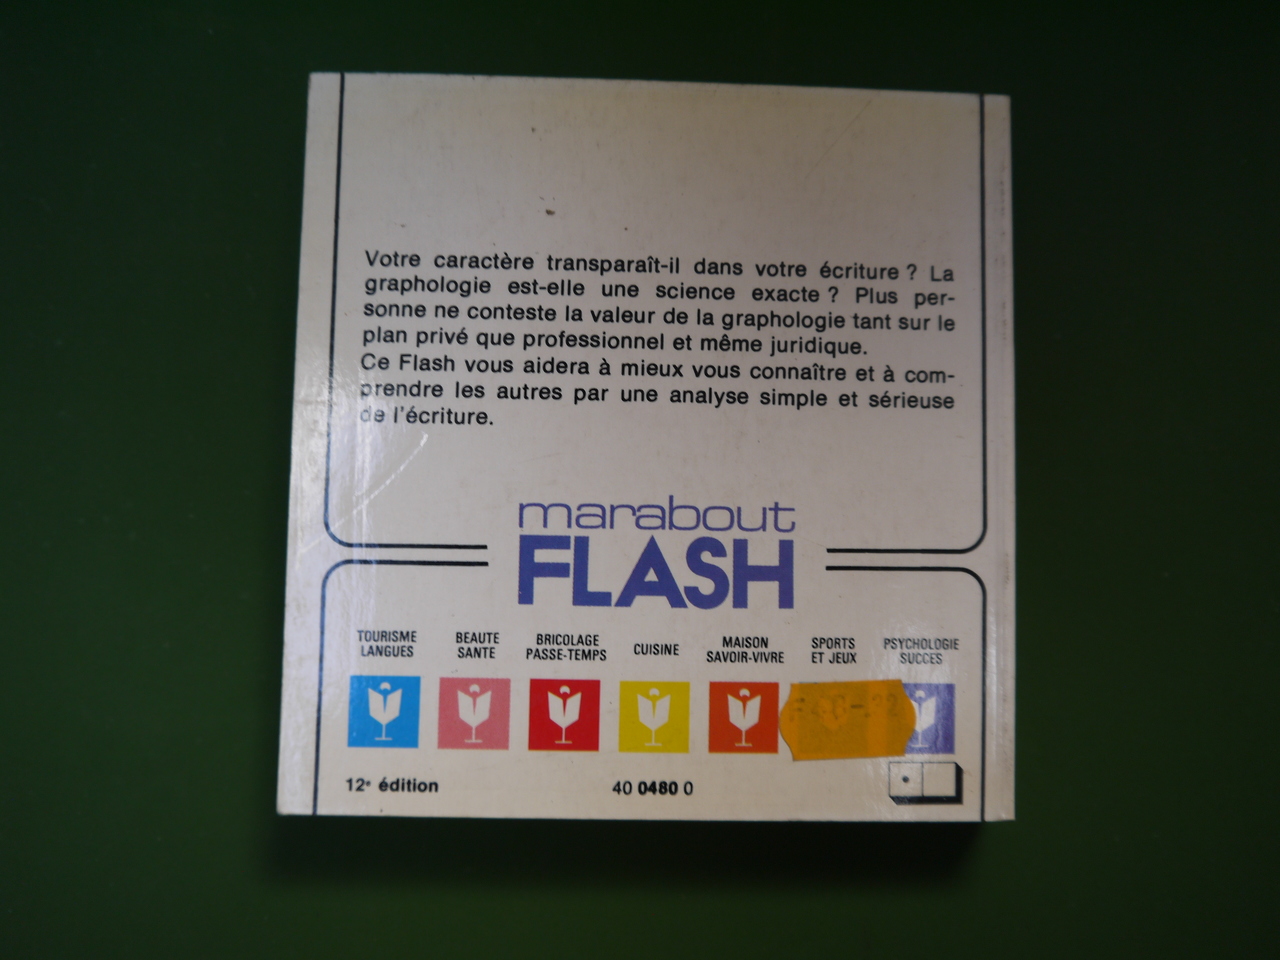 Votre caractère transparaît-il dans votre écriture ? La
graphologie est-elle une science exacte ? Plus per-
sonne ne conteste la valeur de la graphologie tant sur le
plan privé que professionnel et même juridique.
Ce Flash vous aidera à mieux vous connaître et à com-
prendre les autres par une analyse simple et sérieuse
de l'écriture.
marabout
FLASH
TOURISME
LANGUES
BEAUTE
SANTE
BRICOLAGE
PASSE-TEMPS
CUISINE
MAISON
SAVOIR-VIVRE
SPORTS
ET JEUX
PSYCHOLOGIE
SUCCES
12e édition
40 0480 0